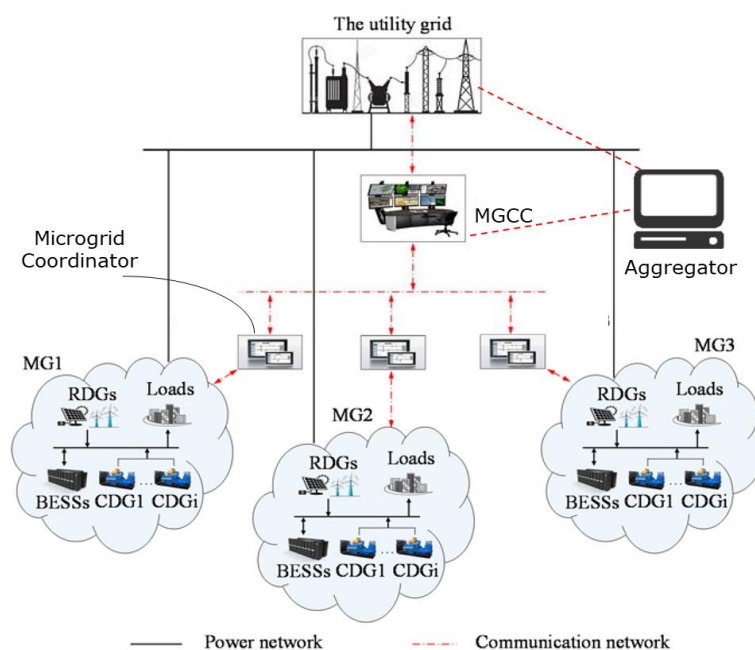 The utility grid
MGCC
Aggregator
Microgrid
Coordinator
MG1
RDGs
Loads
BESSs
CDG1
...
CDGi
MG2
RDGs
Loads
BESSs
CDG1
...
CDGi
MG3
RDGs
Loads
BESSs
CDG1
...
CDGi
Power network
Communication network